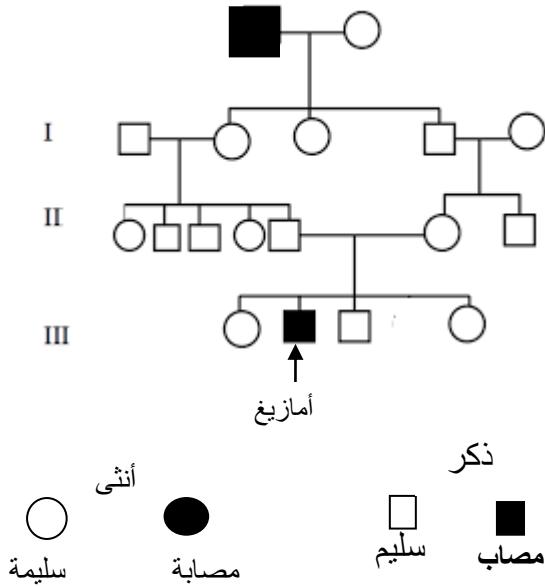 I
II
III
أمازيغ
ذكر
أنثى
سليمة
مصابة
سليم
مصاب